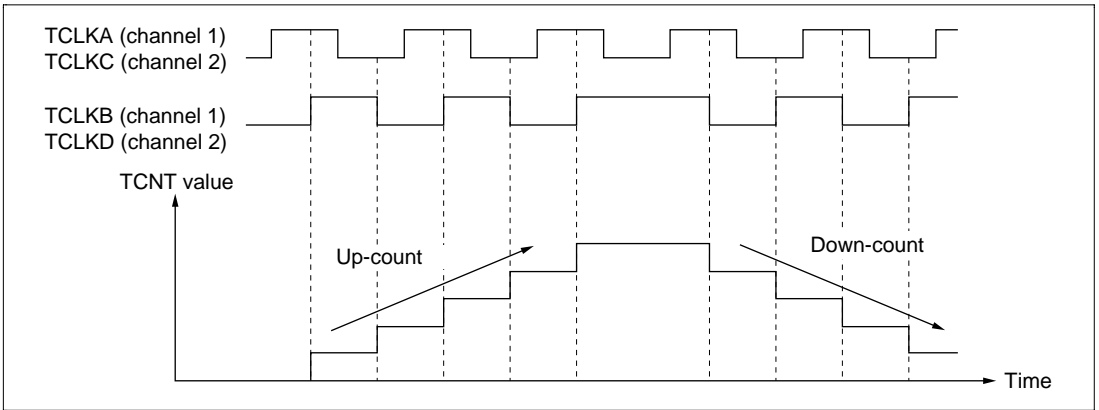 TCLKA (channel 1)
TCLKC (channel 2)
TCLKB (channel 1)
TCLKD (channel 2)
TCNT value
Up-count
Down-count
Time